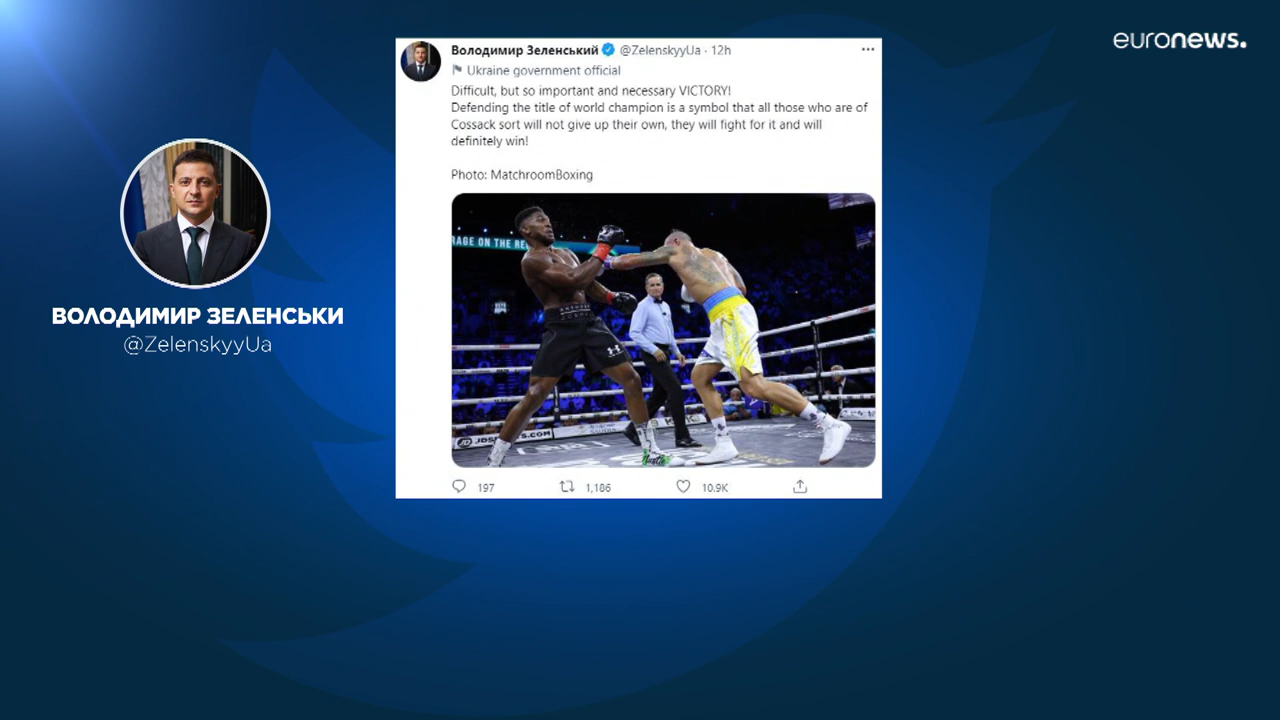 euronews.
Володимир Зеленський @ZelenskyyUa · 12h
Ukraine government official
Difficult, but so important and necessary VICTORY!
Defending the title of world champion is a symbol that all those who are of
Cossack sort will not give up their own, they will fight for it and will
definitely win!
Photo: MatchroomBoxing
ВОЛОДИМИР ЗЕЛЕНСЬКИ
@ZelenskyyUa
RAGE ON THE RE
JDSPORTS.COM
197 1,186 10.9K